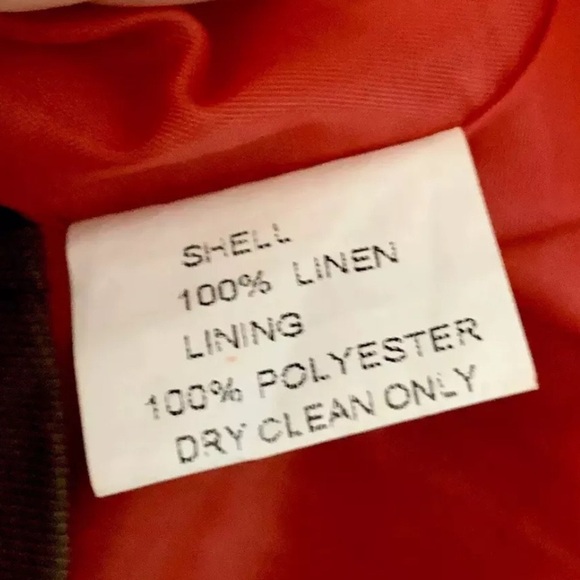 SHELL
100% LINEN
LINING
100% POLYESTER
DRY CLEAN ONLY